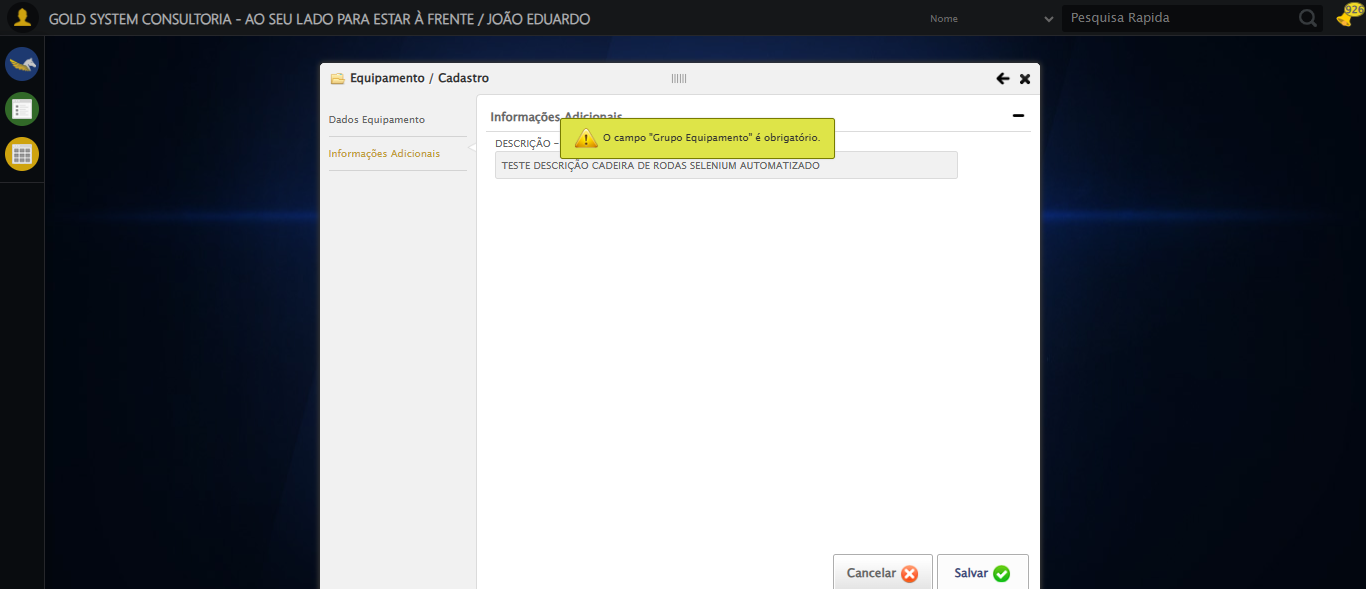 GOLD SYSTEM CONSULTORIA - AO SEU LADO PARA ESTAR À FRENTE / JOÃO EDUARDO
Nome
Pesquisa Rapida
926
Equipamento / Cadastro
Dados Equipamento
Informações Adicionais
Informações Adicionais
O campo "Grupo Equipamento" é obrigatório.
DESCRIÇÃO –
TESTE DESCRIÇÃO CADEIRA DE RODAS SELENIUM AUTOMATIZADO
Cancelar
Salvar